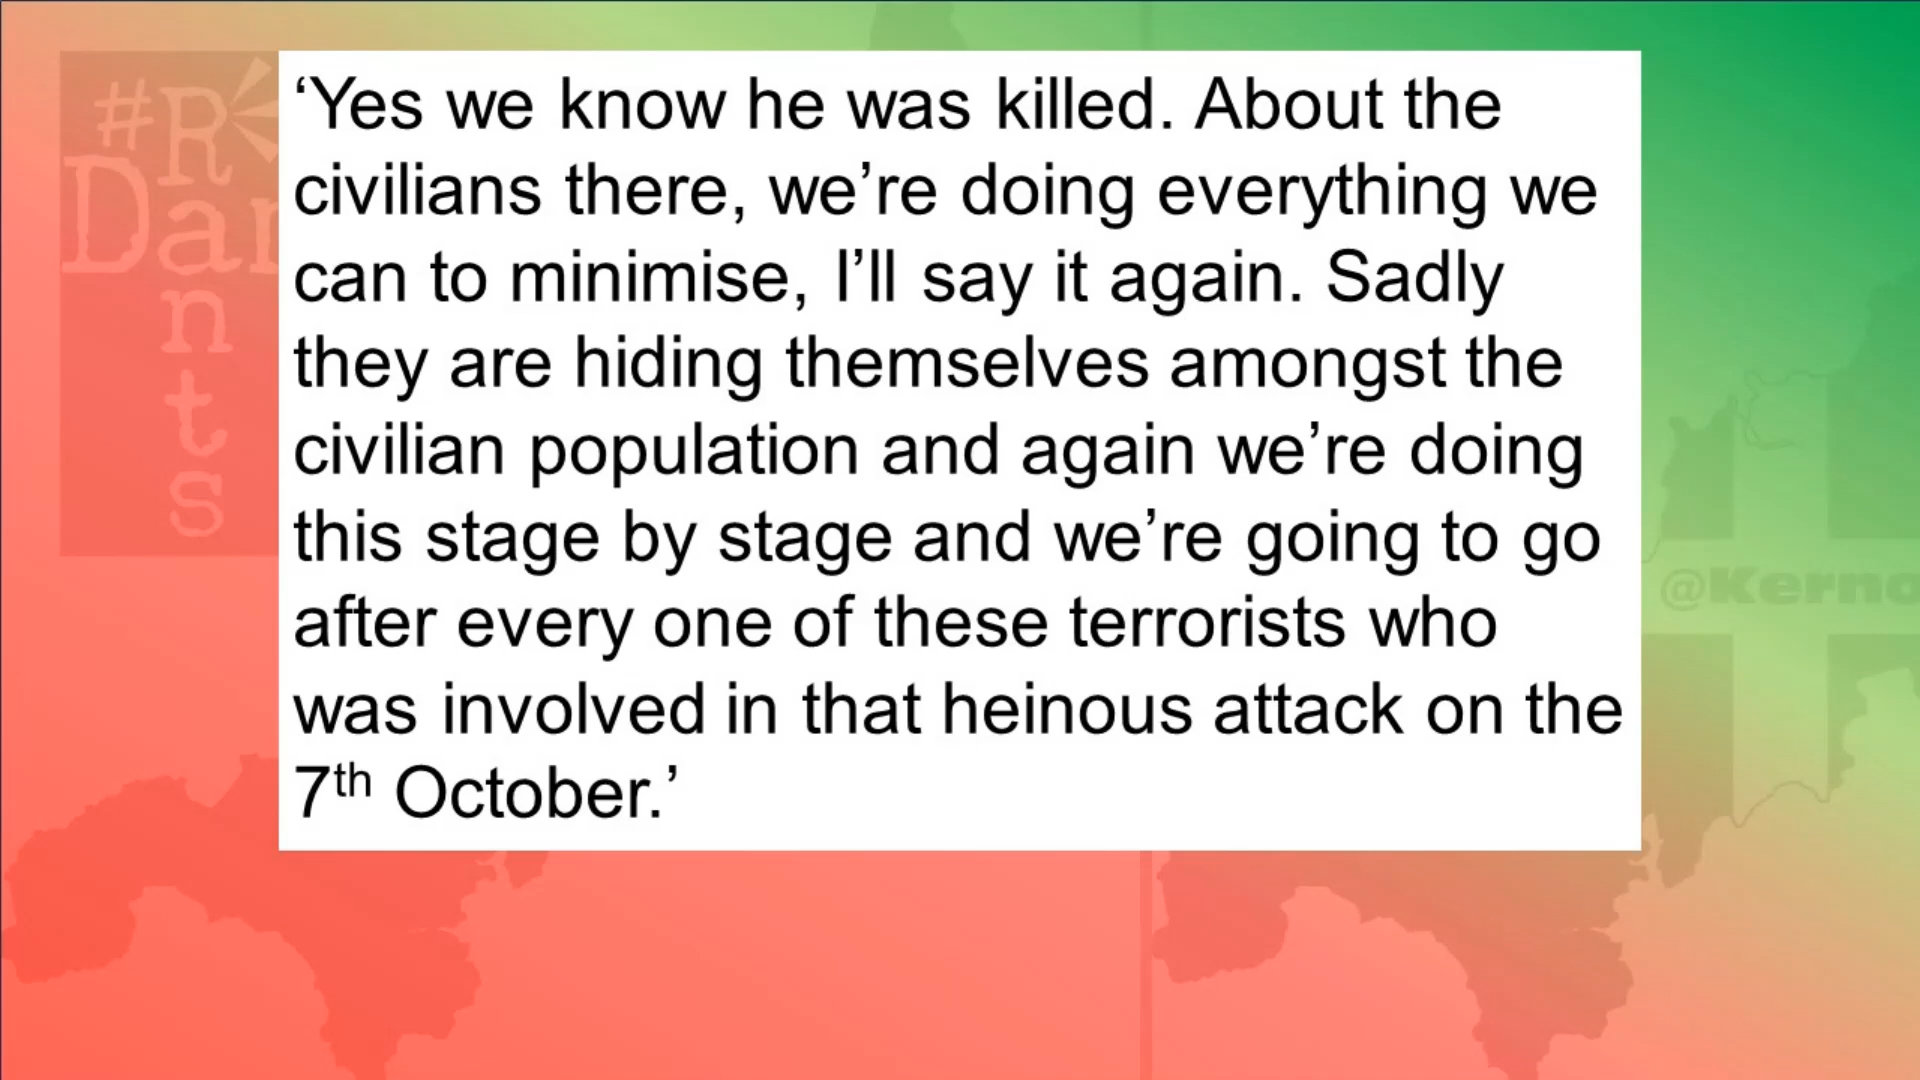 ‘Yes we know he was killed. About the
civilians there, we’re doing everything we
can to minimise, I’ll say it again. Sadly
they are hiding themselves amongst the
civilian population and again we’re doing
this stage by stage and we’re going to go
after every one of these terrorists who
was involved in that heinous attack on the
7th October.’
#R
Dan
n
t
s
@Kerno